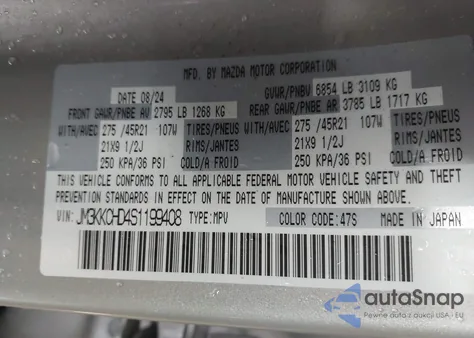 MFD. BY MAZDA MOTOR CORPORATION
DATE 08/24
GVWR/PNBV 6854 LB 3109 KG
FRONT GAWR/PNBE AV 2795 LB 1268 KG
REAR GAWR/PNBE AR 3785 LB 1717 KG
WITH/AVEC 275 /45R21 107W TIRES/PNEUS
21X9 1/2J RIMS/JANTES
250 KPA/36 PSI COLD/A FROID
WITH/AVEC 275 /45R21 107W TIRES/PNEUS
21X9 1/2J RIMS/JANTES
250 KPA/36 PSI COLD/A FROID
THIS VEHICLE CONFORMS TO ALL APPLICABLE FEDERAL MOTOR VEHICLE SAFETY AND THEFT
PREVENTION STANDARDS IN EFFECT ON THE DATE OF MANUFACTURE SHOWN ABOVE.
VIN: JM3KKCHD4S1199408 TYPE: MPV COLOR CODE: 47S MADE IN JAPAN
autoSnap
Pewne auta z aukcji USA i EU